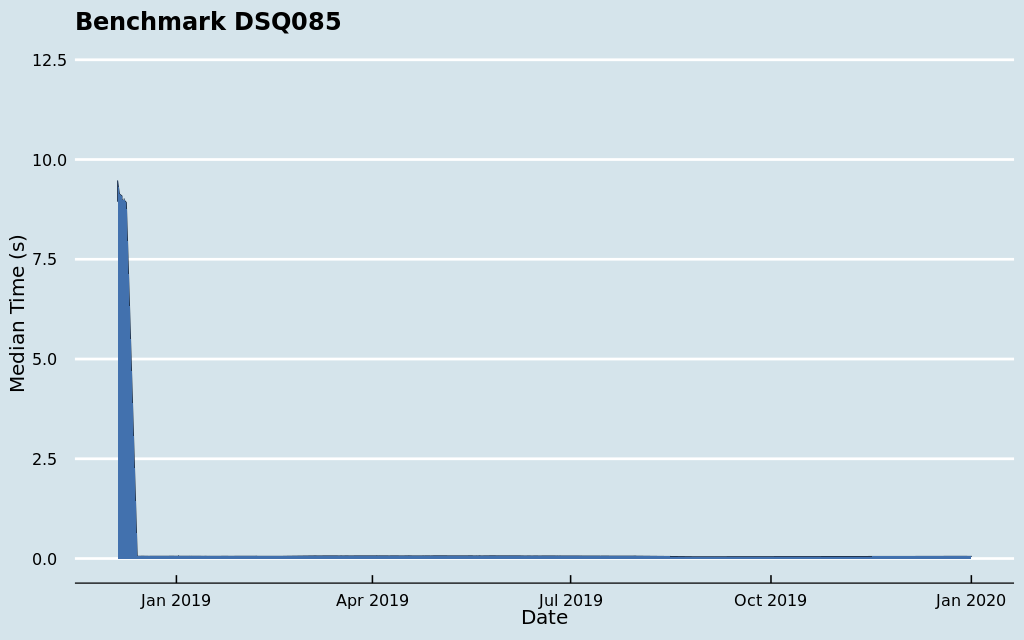 Benchmark DSQ085
12.5
10.0
7.5
5.0
2.5
0.0
Median Time (s)
Jan 2019
Apr 2019
Jul 2019
Oct 2019
Jan 2020
Date